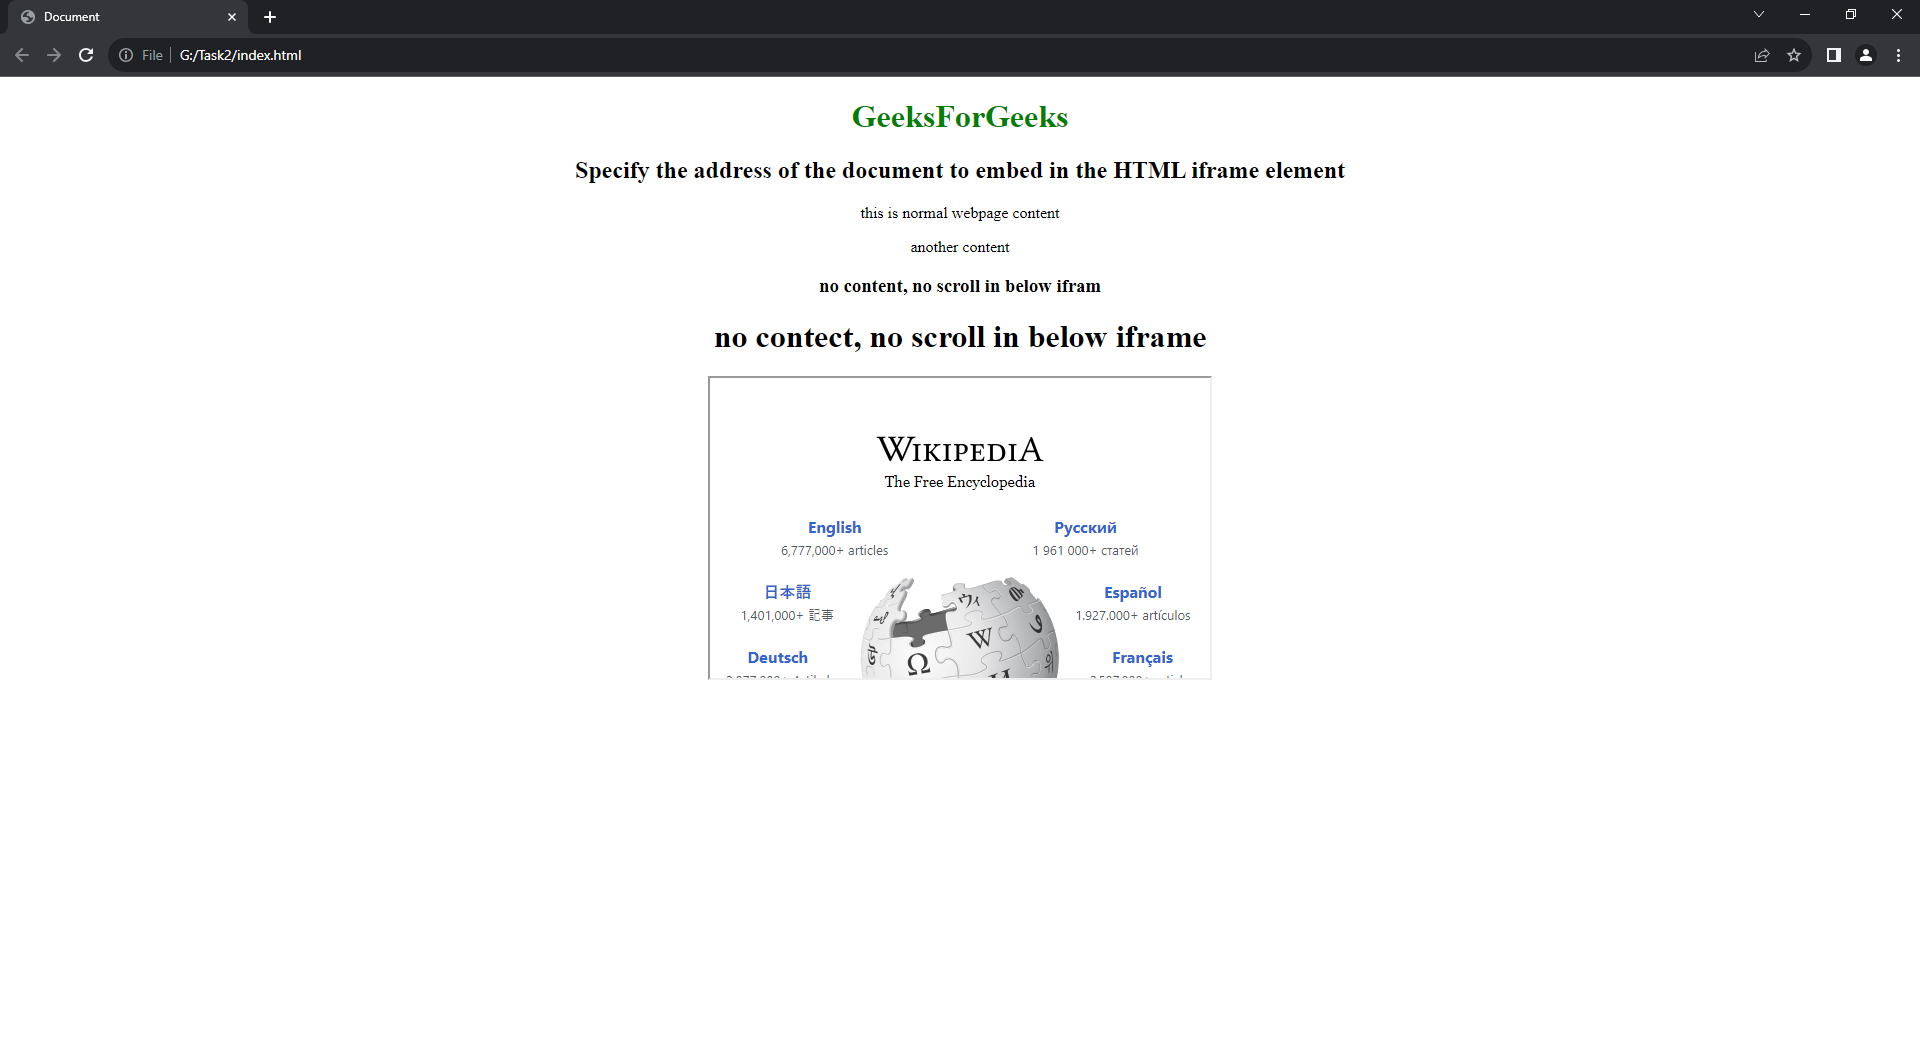 Document
File G:/Task2/index.html
GeeksForGeeks
Specify the address of the document to embed in the HTML iframe element
this is normal webpage content
another content
no content, no scroll in below ifram
no contect, no scroll in below iframe
WIKIPEDIA
The Free Encyclopedia
English Русский
6,777,000+ articles 1 961 000+ статей
日本語 Español
1,401,000+ 記事 1.927.000+ artículos
Deutsch Français
Ω W И ウィ